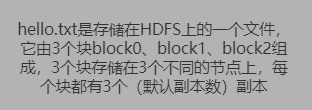 hello.txt是存储在HDFS上的一个文件，
它由3个块block0、block1、block2组
成，3个块存储在3个不同的节点上，每
个块都有3个（默认副本数）副本